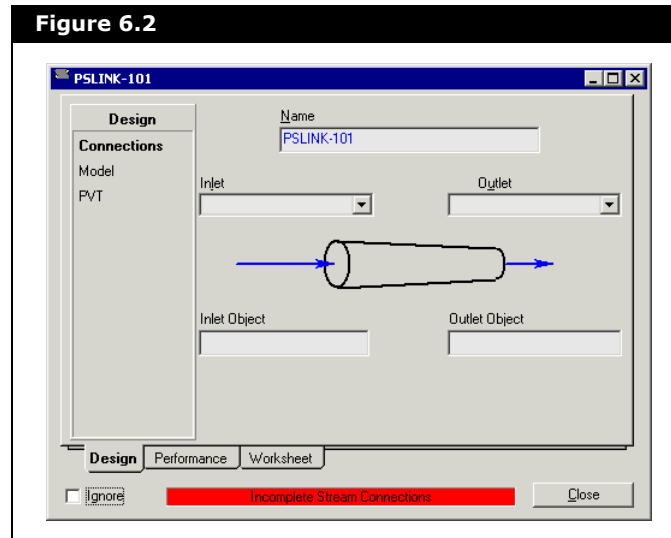 Figure 6.2
PSLINK-101
Design
Connections
Model
PVT
Name
PSLINK-101
Inlet
Outlet
Inlet Object
Outlet Object
Design
Performance
Worksheet
Ignore
Incomplete Stream Connections
Close